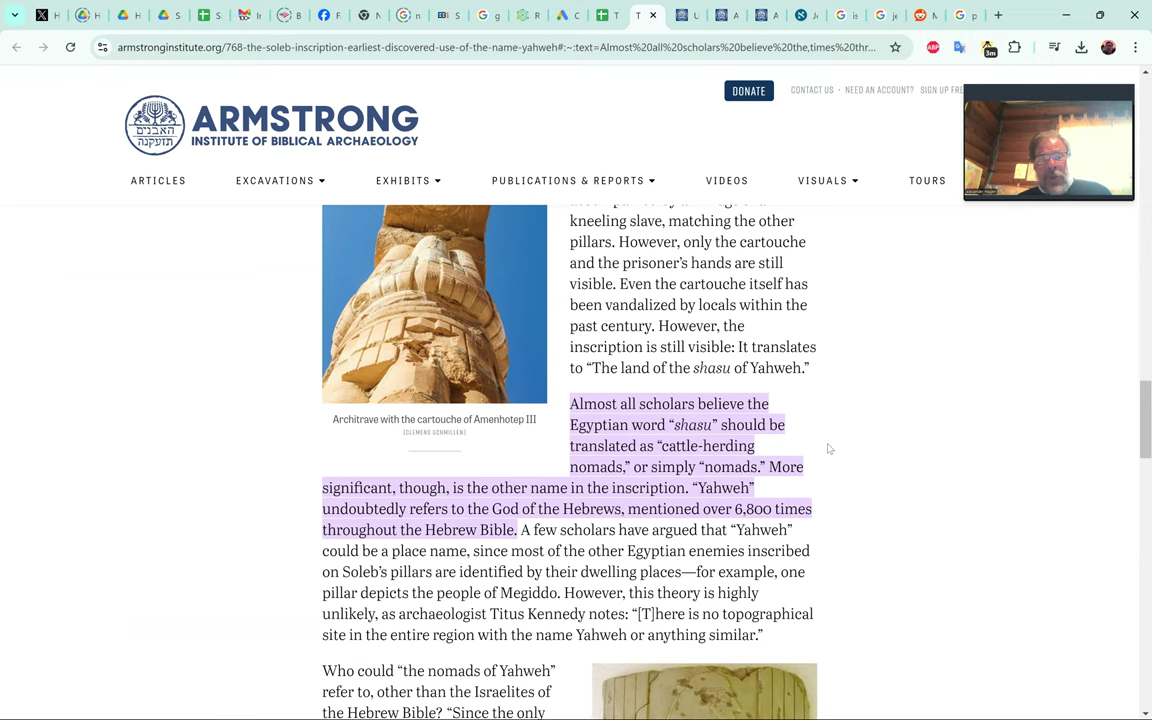 armstronginstitute.org/768-the-soleb-inscription-earliest-discovered-use-of-the-name-yahweh#:~:text=Almost%20all%20scholars%20believe%20the,times%20thr...
ABP
3m
DONATE
CONTACT US · NEED AN ACCOUNT? SIGN UP FRE
האבנים
תזעקנה
ARMSTRONG
INSTITUTE OF BIBLICAL ARCHAEOLOGY
ARTICLES EXCAVATIONS EXHIBITS PUBLICATIONS & REPORTS VIDEOS VISUALS TOURS
kneeling slave, matching the other
pillars. However, only the cartouche
and the prisoner’s hands are still
visible. Even the cartouche itself has
been vandalized by locals within the
past century. However, the
inscription is still visible: It translates
to “The land of the shasu of Yahweh.”
Architrave with the cartouche of Amenhotep III
(CLEMENS SCHMILLEN)
Almost all scholars believe the
Egyptian word “shasu” should be
translated as “cattle-herding
nomads,” or simply “nomads.” More
significant, though, is the other name in the inscription. “Yahweh”
undoubtedly refers to the God of the Hebrews, mentioned over 6,800 times
throughout the Hebrew Bible. A few scholars have argued that “Yahweh”
could be a place name, since most of the other Egyptian enemies inscribed
on Soleb’s pillars are identified by their dwelling places—for example, one
pillar depicts the people of Megiddo. However, this theory is highly
unlikely, as archaeologist Titus Kennedy notes: “[T]here is no topographical
site in the entire region with the name Yahweh or anything similar.”
Who could “the nomads of Yahweh”
refer to, other than the Israelites of
the Hebrew Bible? “Since the only